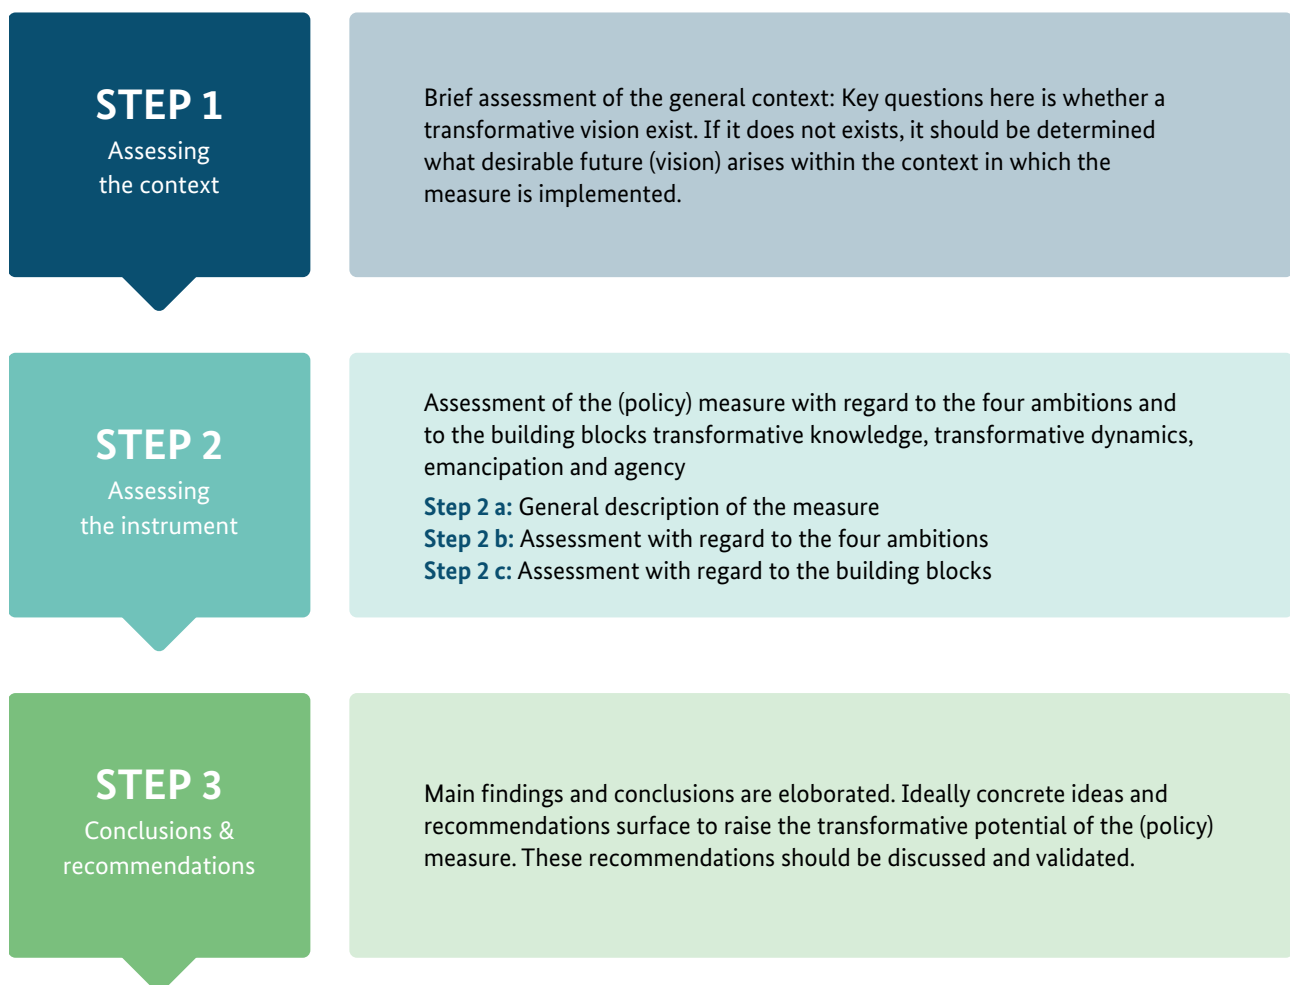 STEP 1
Assessing
the context
Brief assessment of the general context: Key questions here is whether a
transformative vision exist. If it does not exists, it should be determined
what desirable future (vision) arises within the context in which the
measure is implemented.
STEP 2
Assessing
the instrument
Assessment of the (policy) measure with regard to the four ambitions and
to the building blocks transformative knowledge, transformative dynamics,
emancipation and agency
Step 2 a: General description of the measure
Step 2 b: Assessment with regard to the four ambitions
Step 2 c: Assessment with regard to the building blocks
STEP 3
Conclusions &
recommendations
Main findings and conclusions are eloborated. Ideally concrete ideas and
recommendations surface to raise the transformative potential of the (policy)
measure. These recommendations should be discussed and validated.